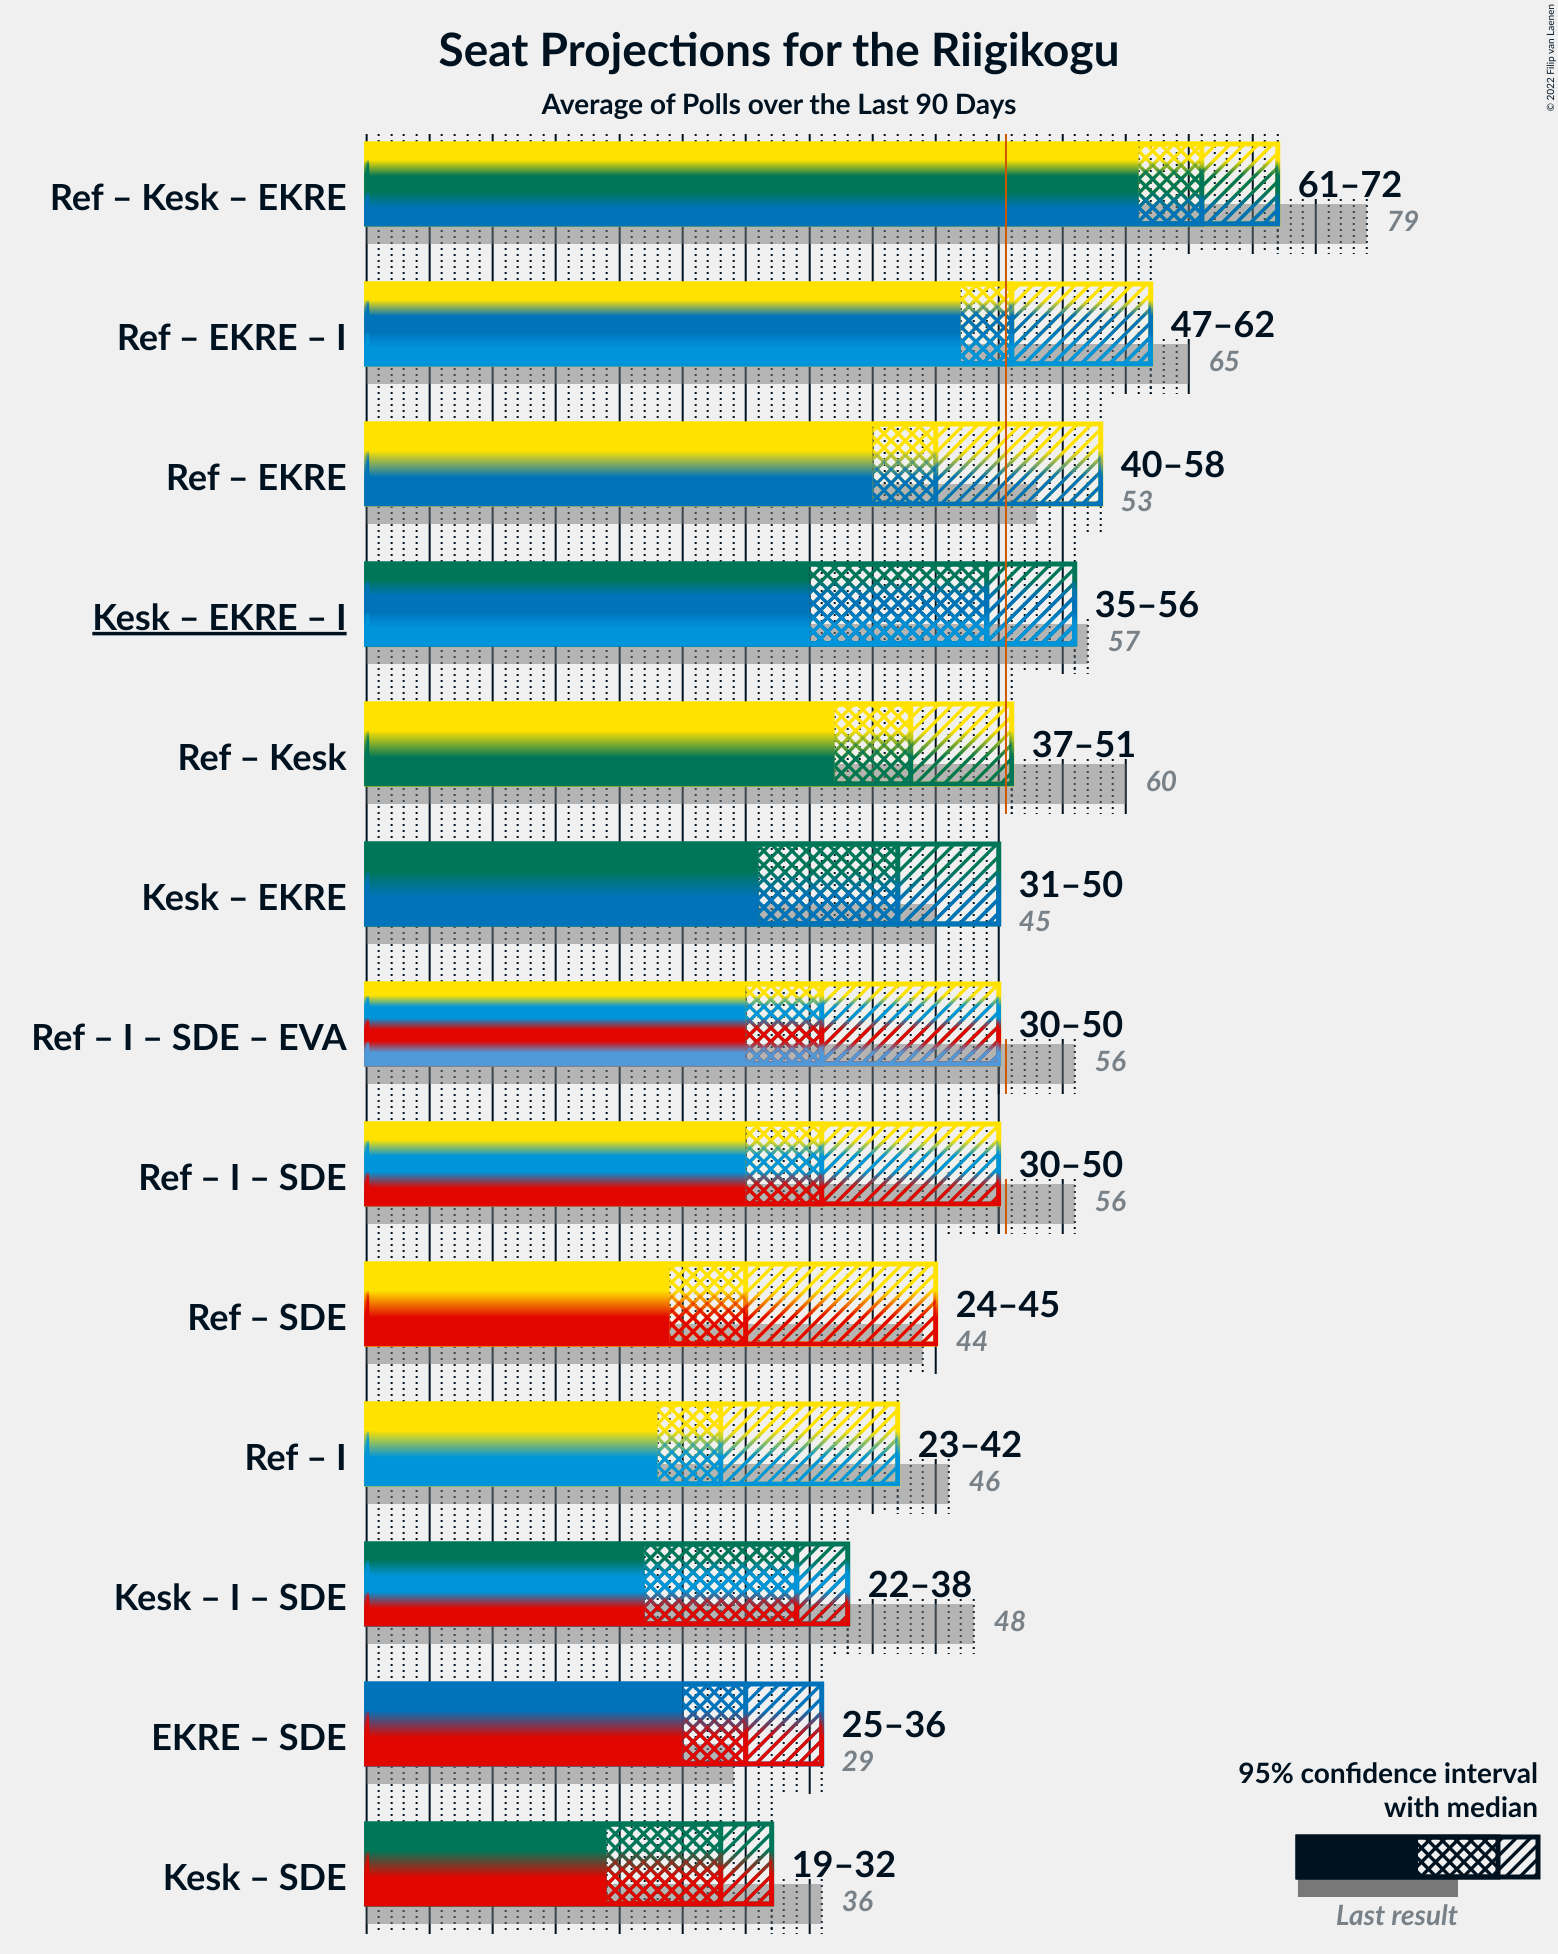 Seat Projections for the Riigikogu
Average of Polls over the Last 90 Days
© 2022 Filip van Laenen
Ref – Kesk – EKRE
61–72
79
Ref – EKRE – I
47–62
65
Ref – EKRE
40–58
53
Kesk – EKRE – I
35–56
57
Ref – Kesk
37–51
60
Kesk – EKRE
31–50
45
Ref – I – SDE – EVA
30–50
56
Ref – I – SDE
30–50
56
Ref – SDE
24–45
44
Ref – I
23–42
46
Kesk – I – SDE
22–38
48
EKRE – SDE
25–36
29
Kesk – SDE
19–32
36
95% confidence interval
with median
Last result